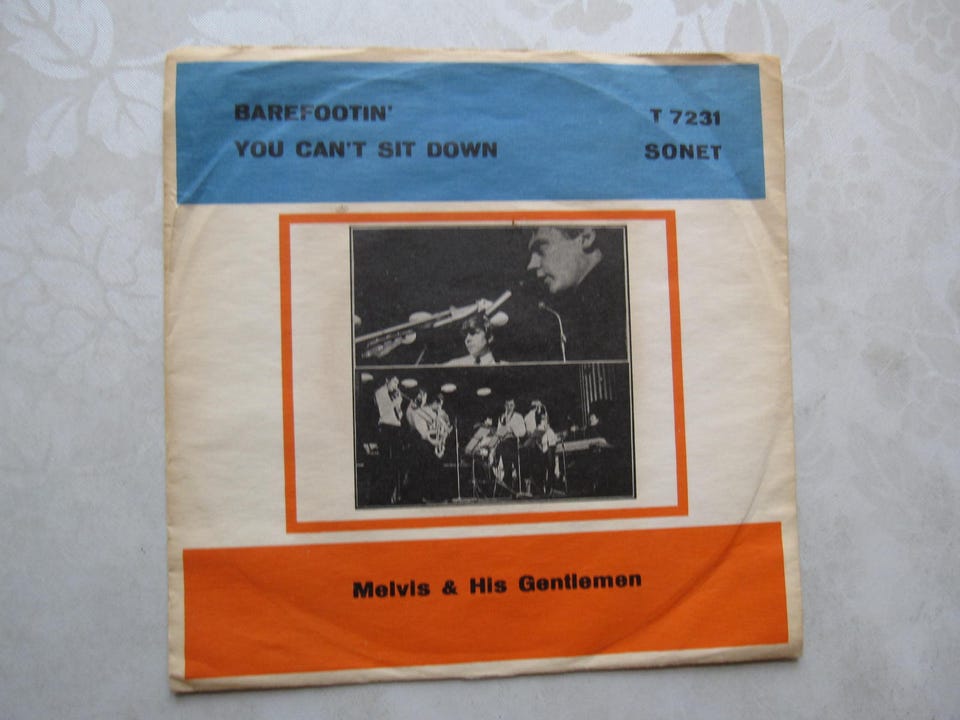 BAREFOOTIN' T 7231
YOU CAN'T SIT DOWN SONET
Melvis & His Gentlemen